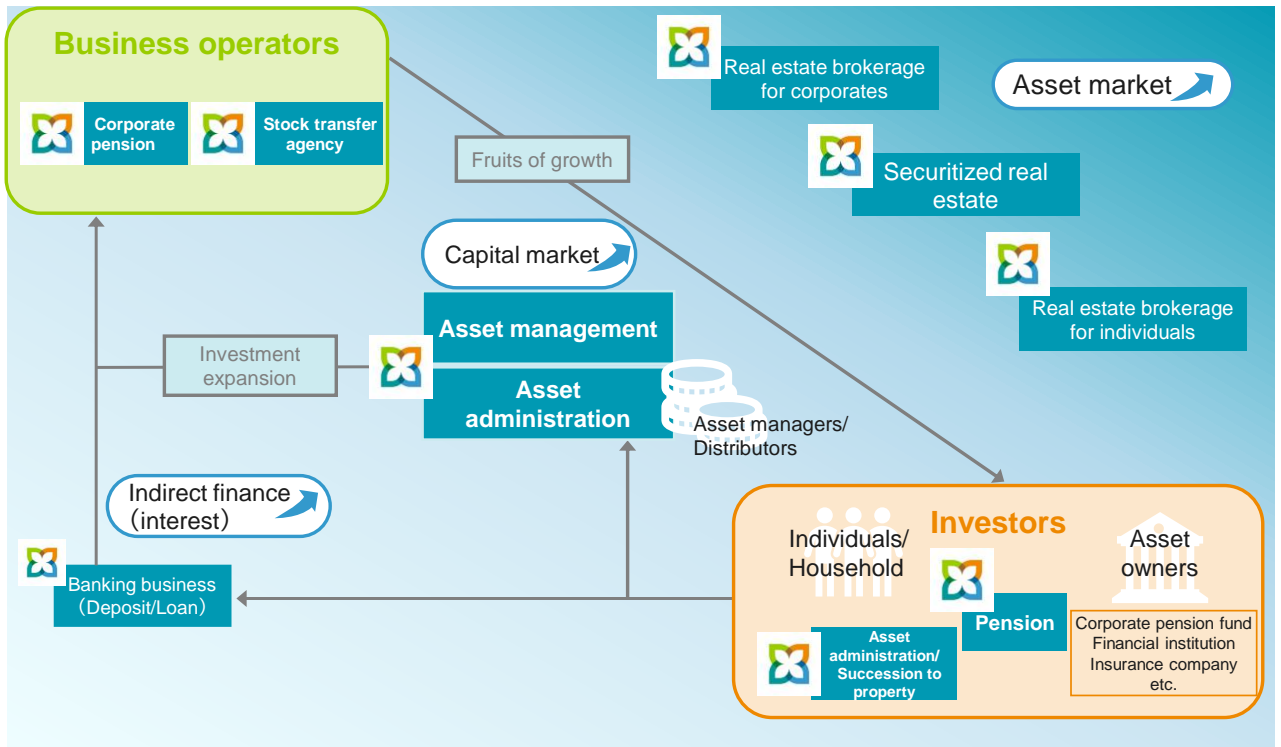 Business operators
Corporate
pension
Stock transfer
agency
Real estate brokerage
for corporates
Asset market
Securitized real
estate
Real estate brokerage
for individuals
Fruits of growth
Capital market
Asset management
Asset
administration
Investment
expansion
Asset managers/
Distributors
Indirect finance
（interest）
Banking business
（Deposit/Loan）
Investors
Individuals/
Household
Asset
owners
Pension
Asset
administration/
Succession to
property
Corporate pension fund
Financial institution
Insurance company
etc.